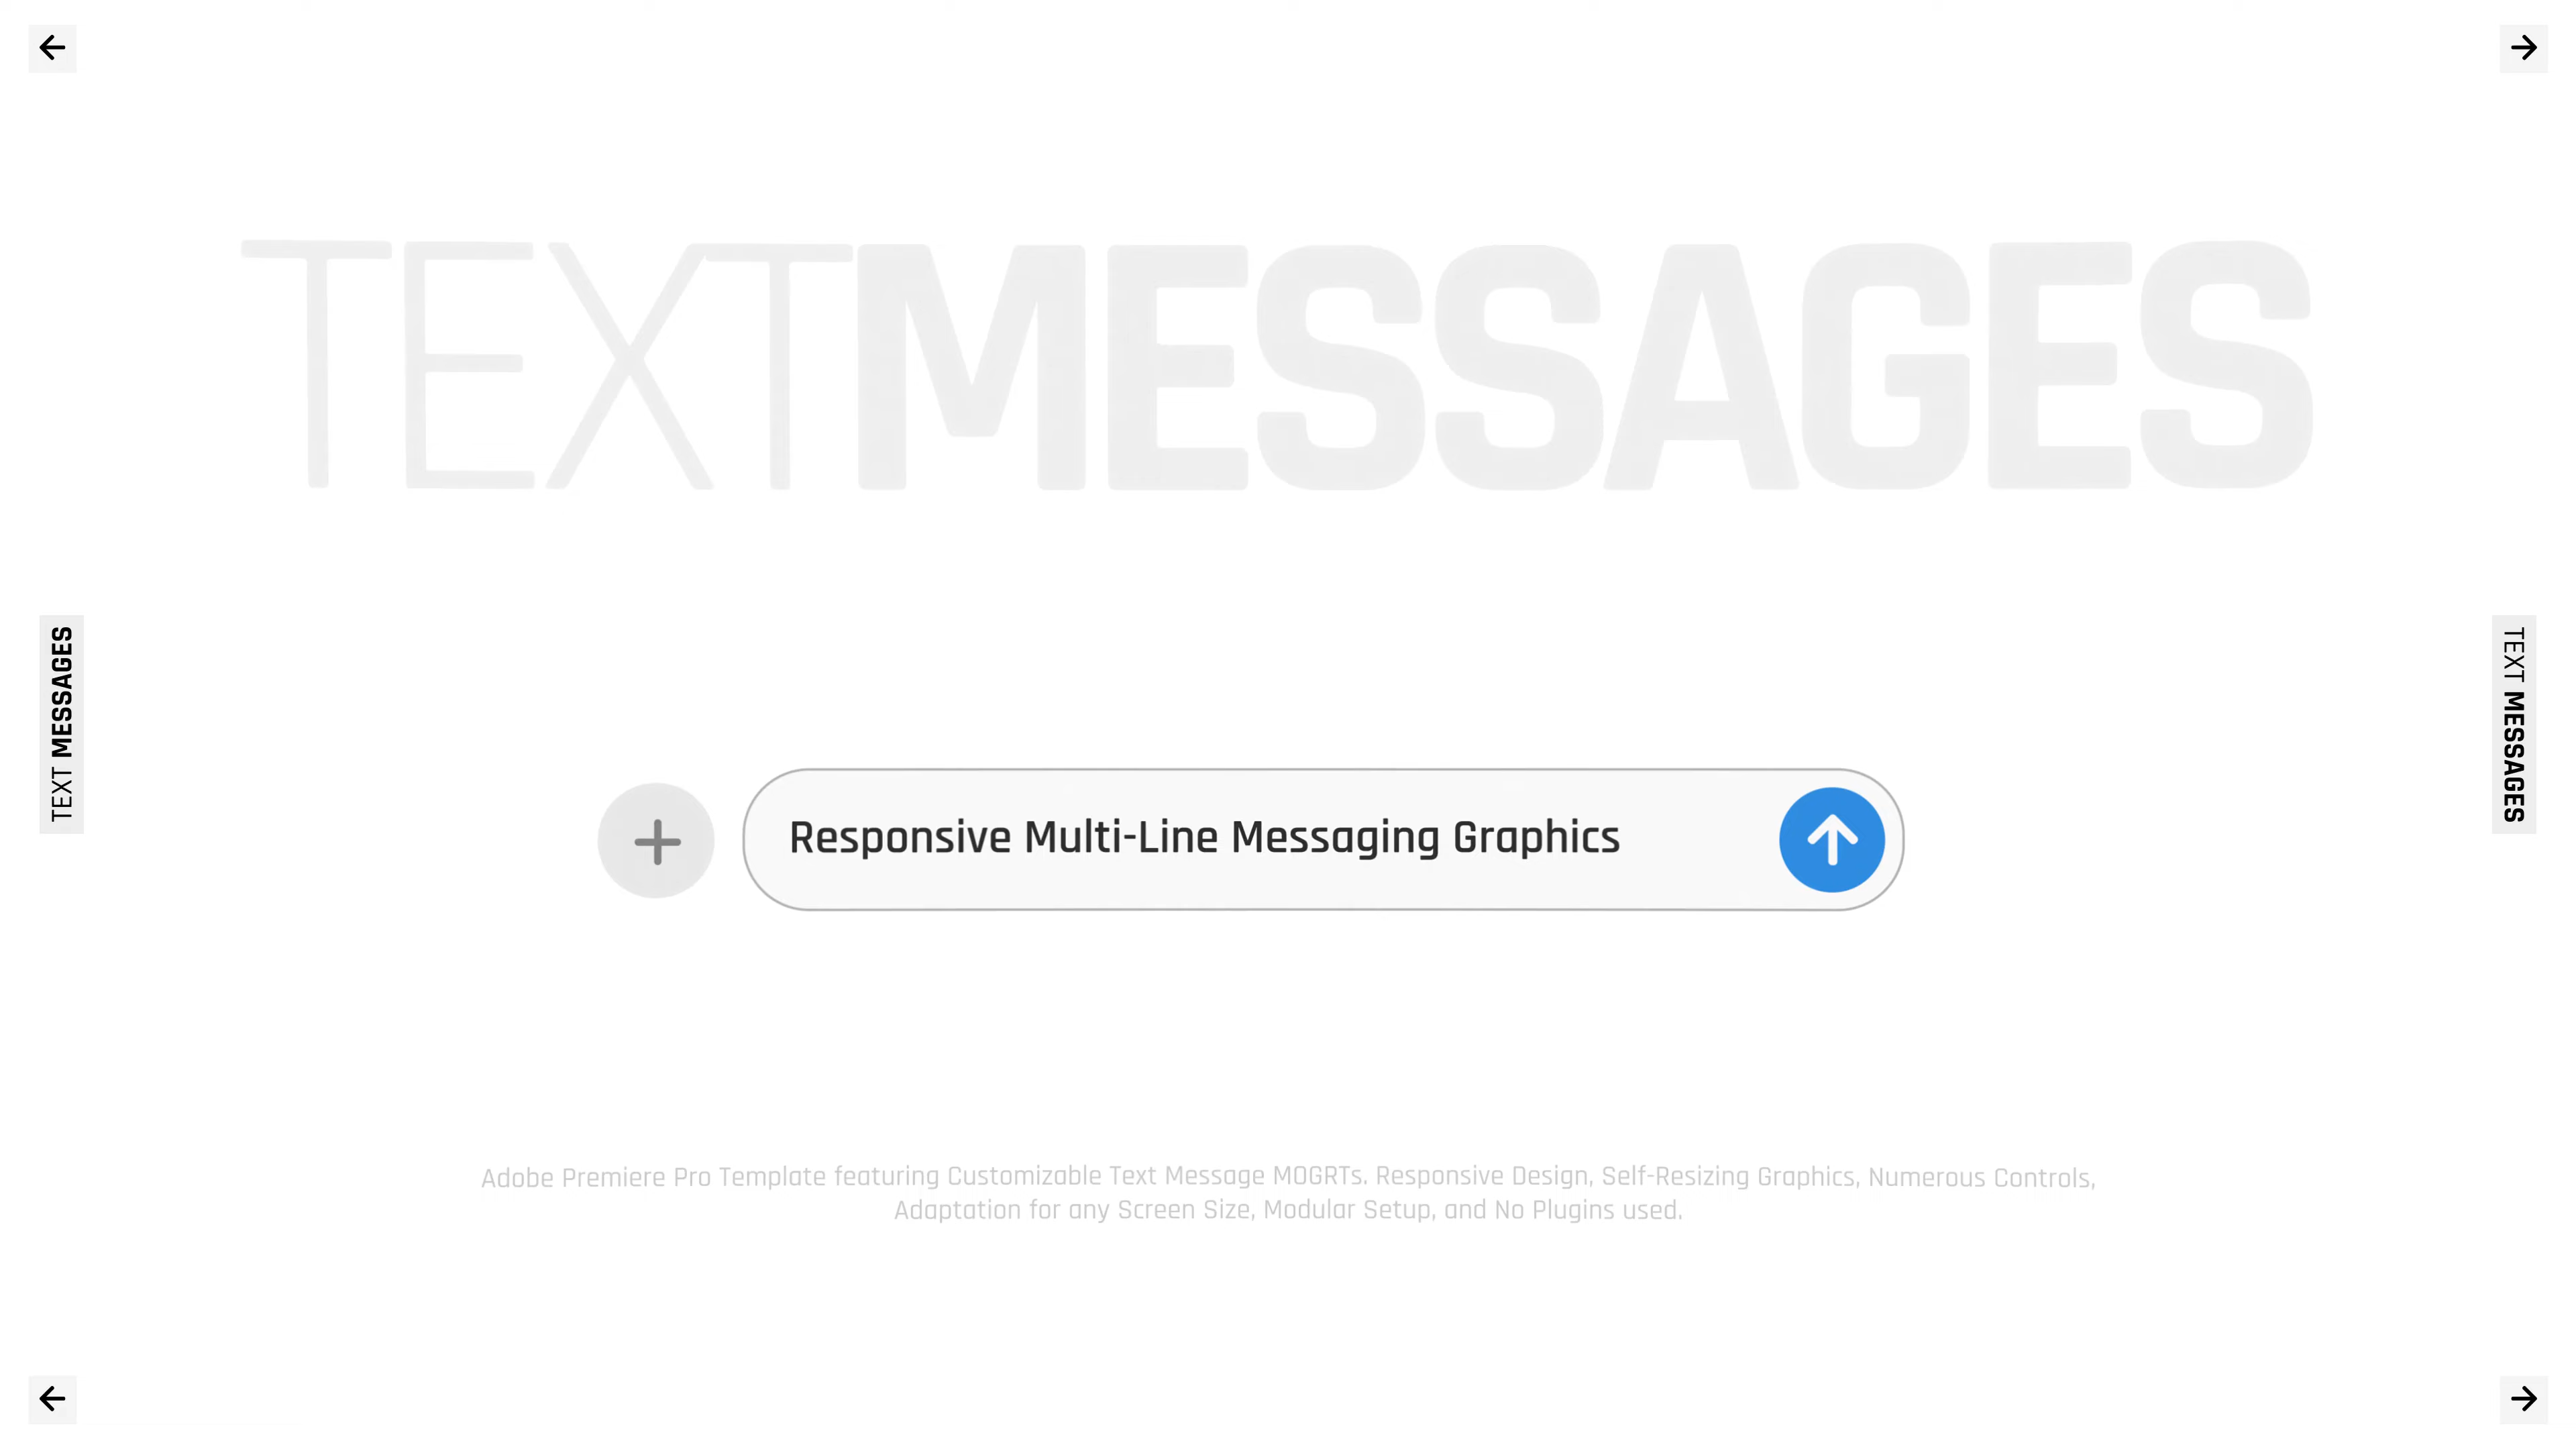 TEXTMESSAGES
TEXT MESSAGES
TEXT MESSAGES
Responsive Multi-Line Messaging Graphics
Adobe Premiere Pro Template featuring Customizable Text Message MOGRTs. Responsive Design, Self-Resizing Graphics, Numerous Controls,
Adaptation for any Screen Size, Modular Setup, and No Plugins used.